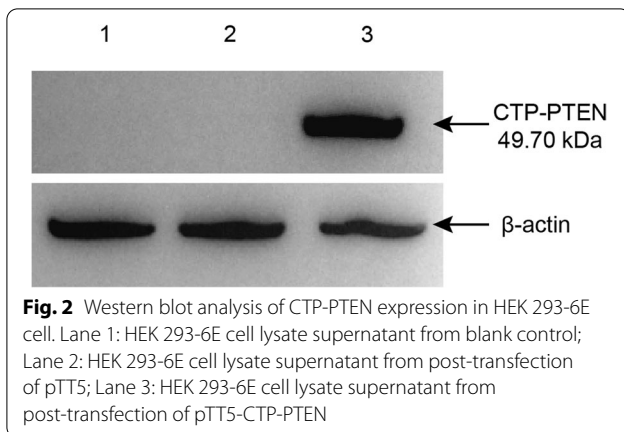 1 2 3
CTP-PTEN
49.70 kDa
β-actin
Fig. 2 Western blot analysis of CTP-PTEN expression in HEK 293-6E
cell. Lane 1: HEK 293-6E cell lysate supernatant from blank control;
Lane 2: HEK 293-6E cell lysate supernatant from post-transfection
of pTT5; Lane 3: HEK 293-6E cell lysate supernatant from
post-transfection of pTT5-CTP-PTEN